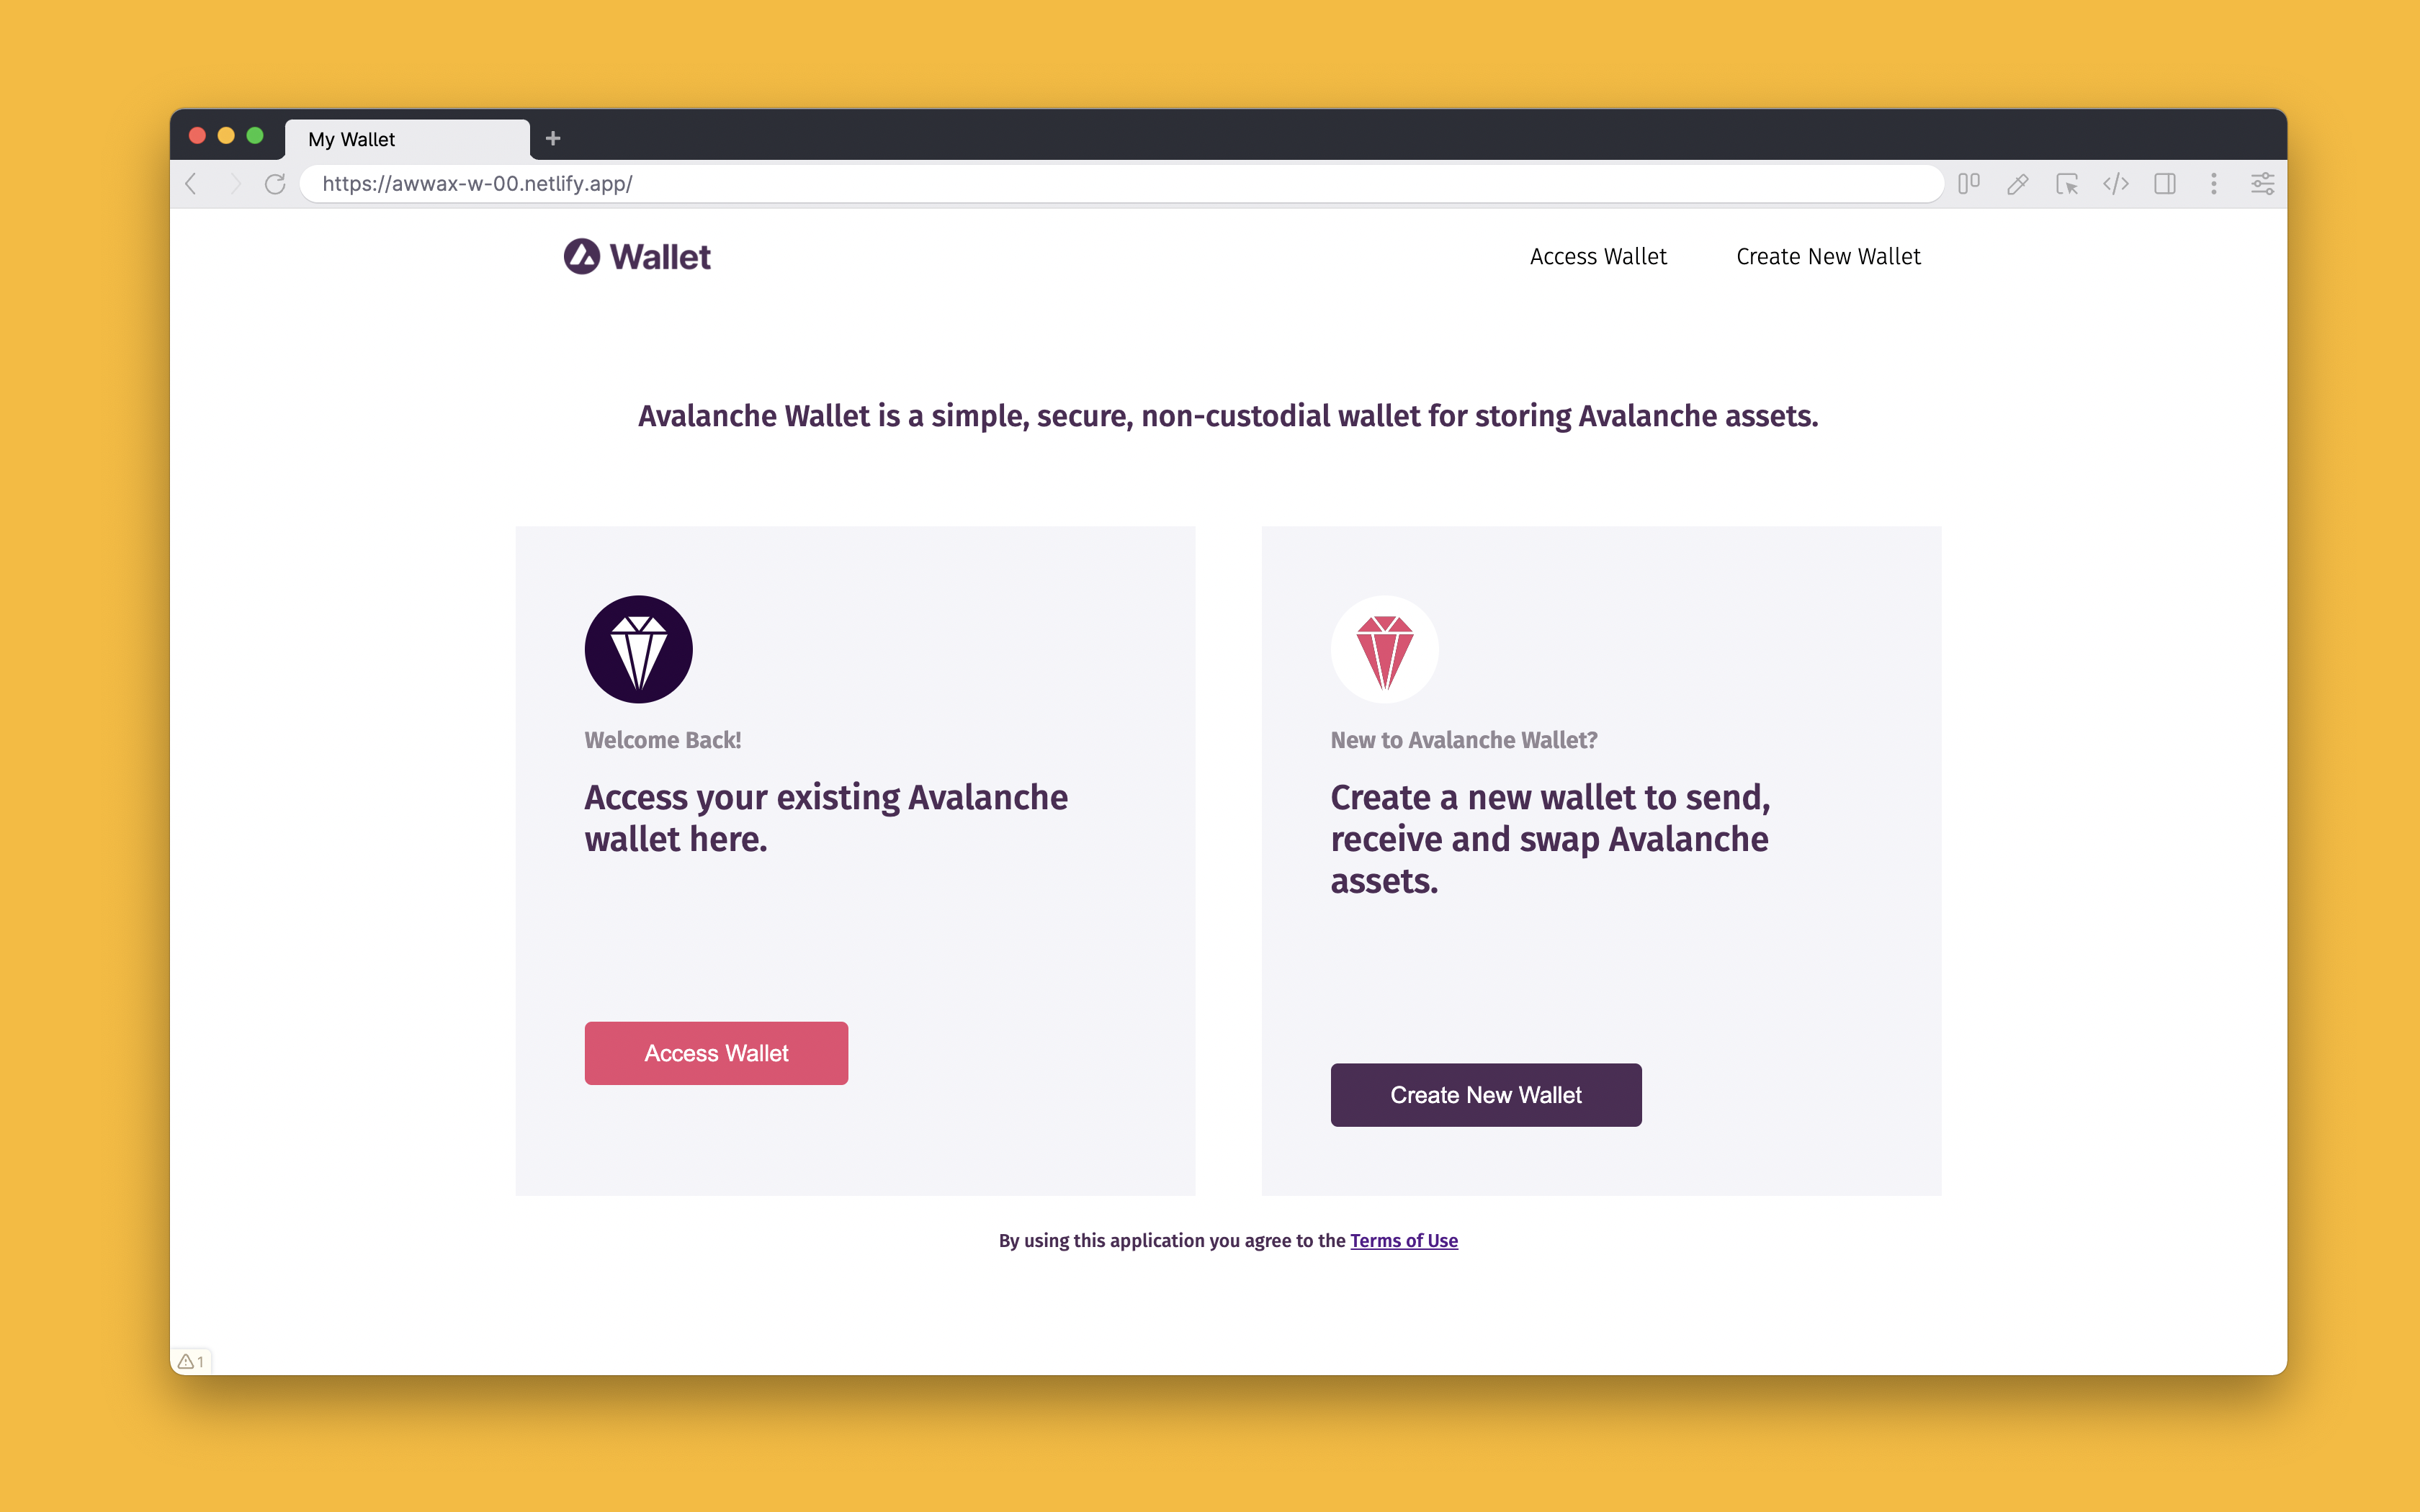 My Wallet
https://awwax-w-00.netlify.app/
Wallet
Access Wallet
Create New Wallet
Avalanche Wallet is a simple, secure, non-custodial wallet for storing Avalanche assets.
Welcome Back!
Access your existing Avalanche
wallet here.
Access Wallet
New to Avalanche Wallet?
Create a new wallet to send,
receive and swap Avalanche
assets.
Create New Wallet
By using this application you agree to the Terms of Use
1